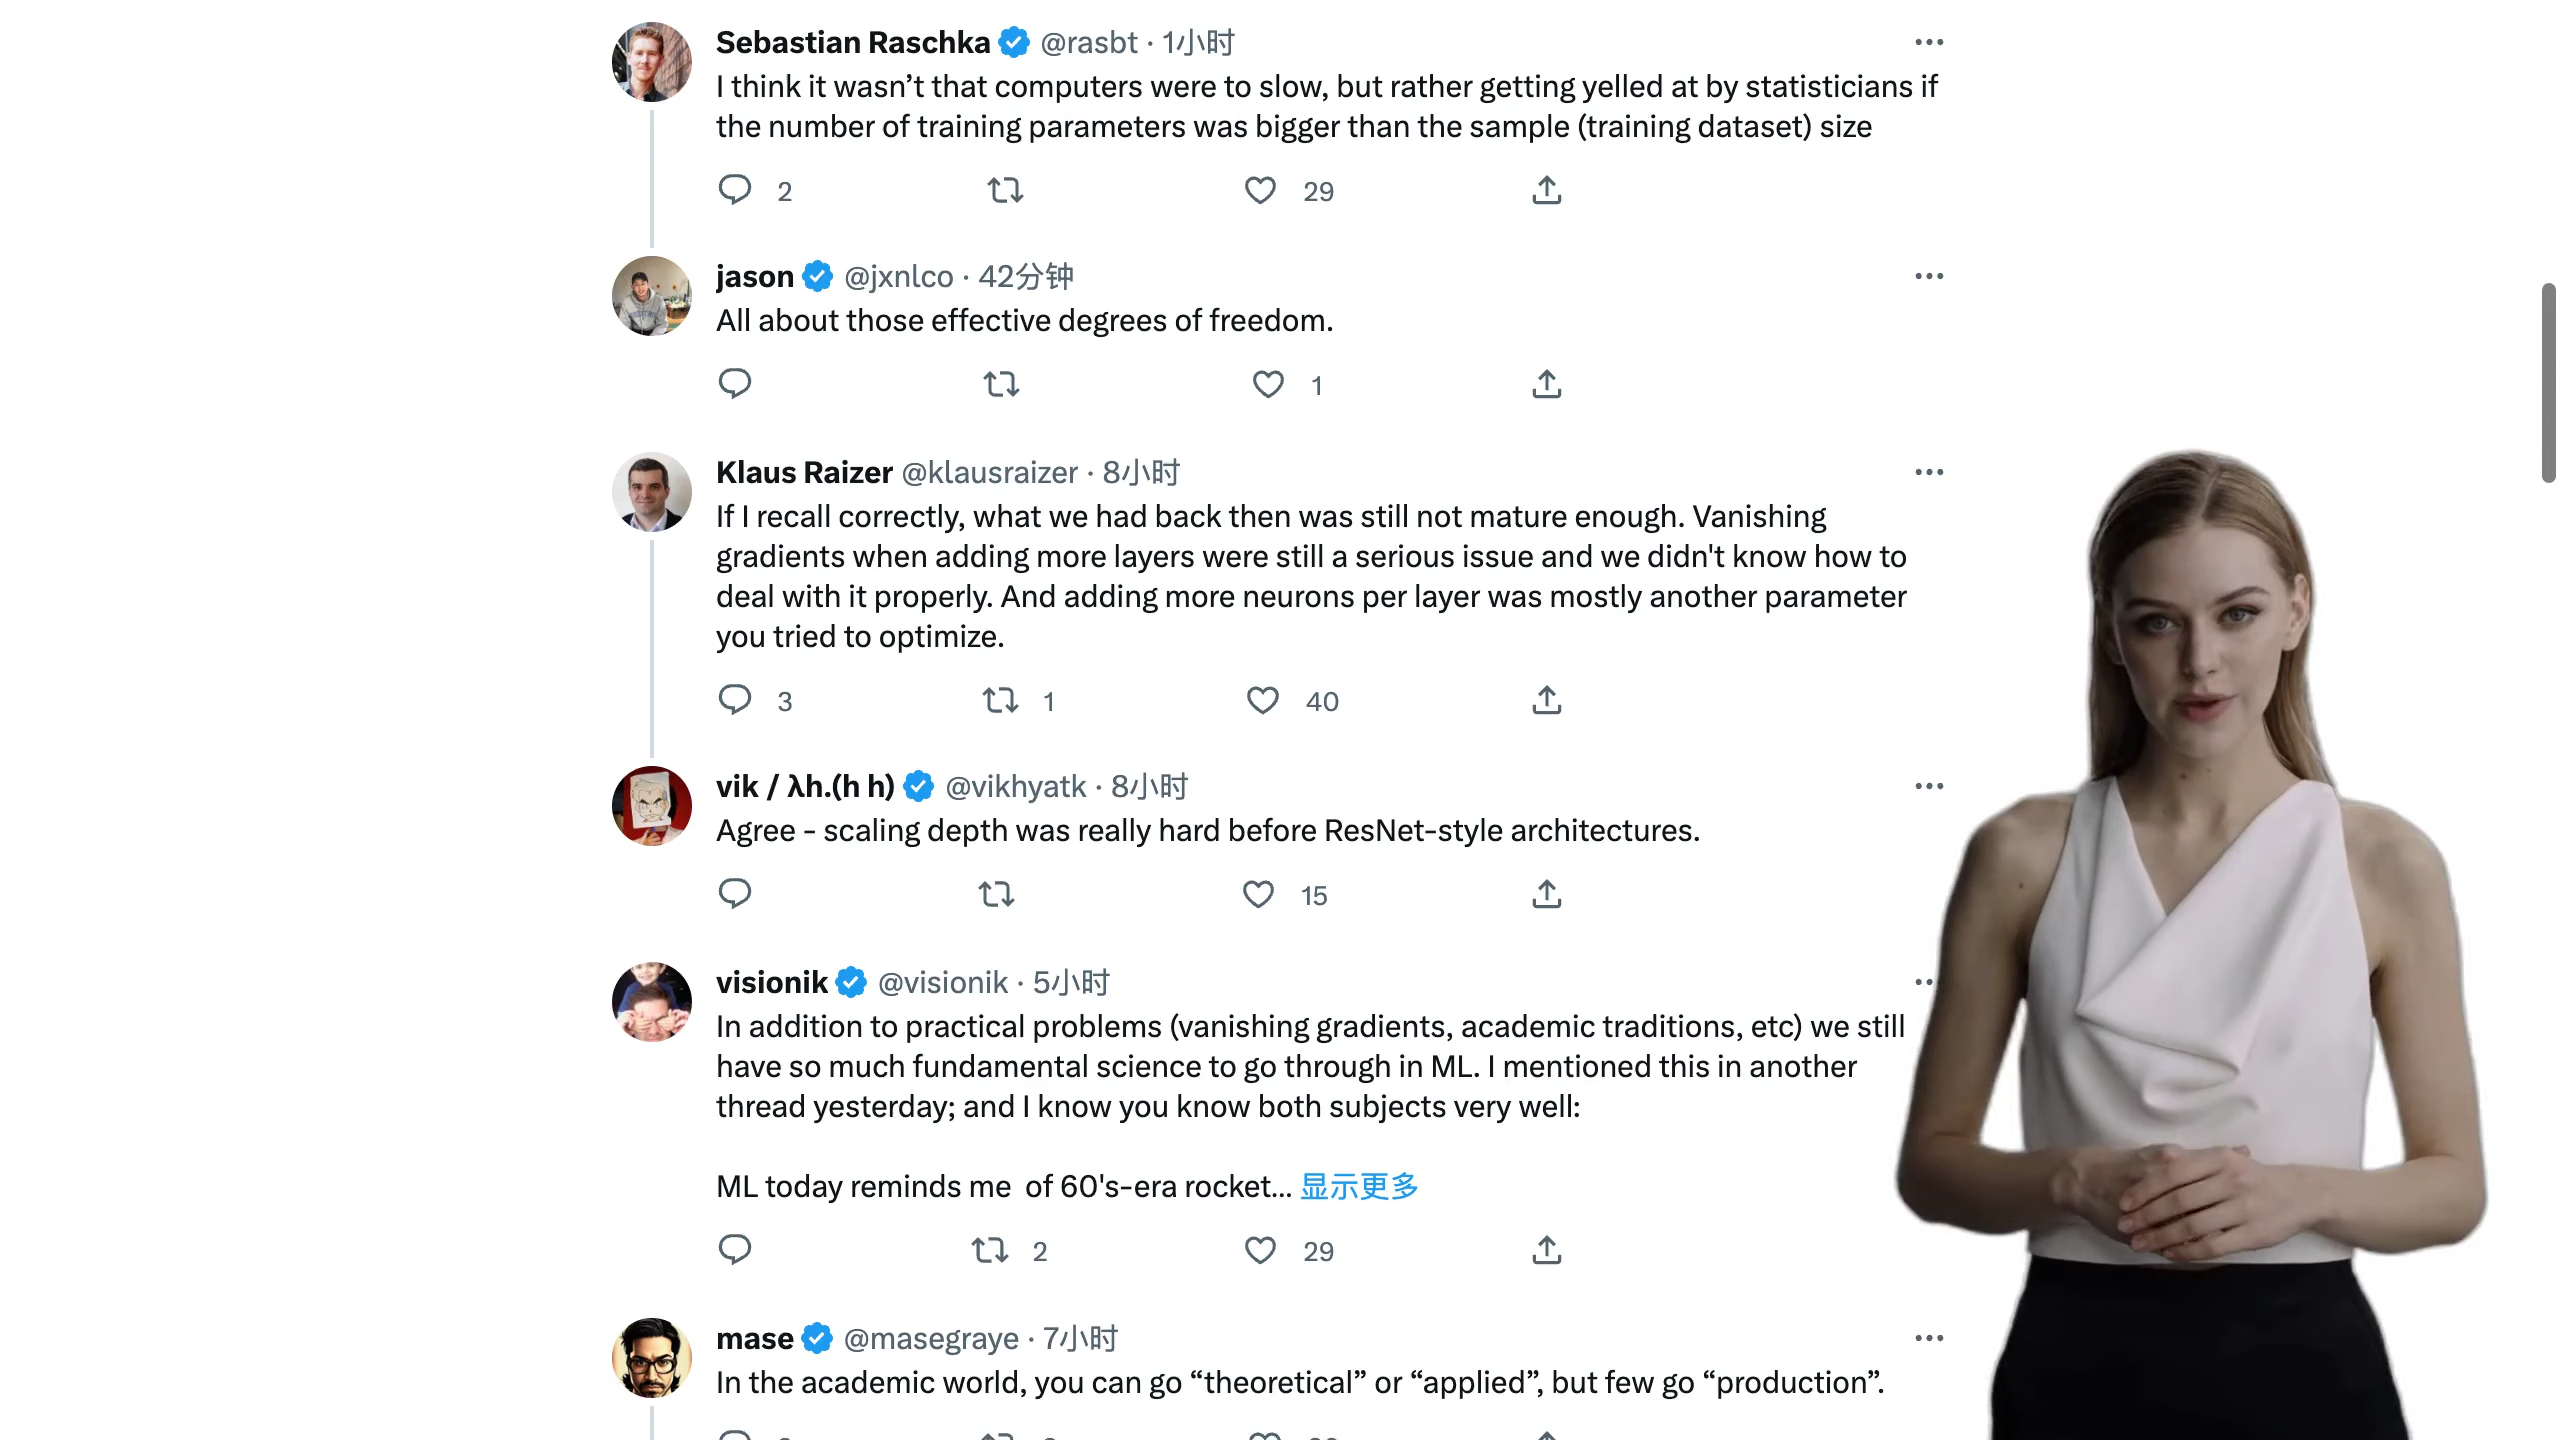 Sebastian Raschka @rasbt · 1小时
I think it wasn’t that computers were to slow, but rather getting yelled at by statisticians if
the number of training parameters was bigger than the sample (training dataset) size
2 29
jason @jxnlco · 42分钟
All about those effective degrees of freedom.
1
Klaus Raizer @klausraizer · 8小时
If I recall correctly, what we had back then was still not mature enough. Vanishing
gradients when adding more layers were still a serious issue and we didn't know how to
deal with it properly. And adding more neurons per layer was mostly another parameter
you tried to optimize.
3 1 40
vik / λh.(h h) @vikhyatk · 8小时
Agree - scaling depth was really hard before ResNet-style architectures.
15
visionik @visionik · 5小时
In addition to practical problems (vanishing gradients, academic traditions, etc) we still
have so much fundamental science to go through in ML. I mentioned this in another
thread yesterday; and I know you know both subjects very well:
ML today reminds me of 60's-era rocket... 显示更多
2 29
mase @masegraye · 7小时
In the academic world, you can go “theoretical” or “applied”, but few go “production”.